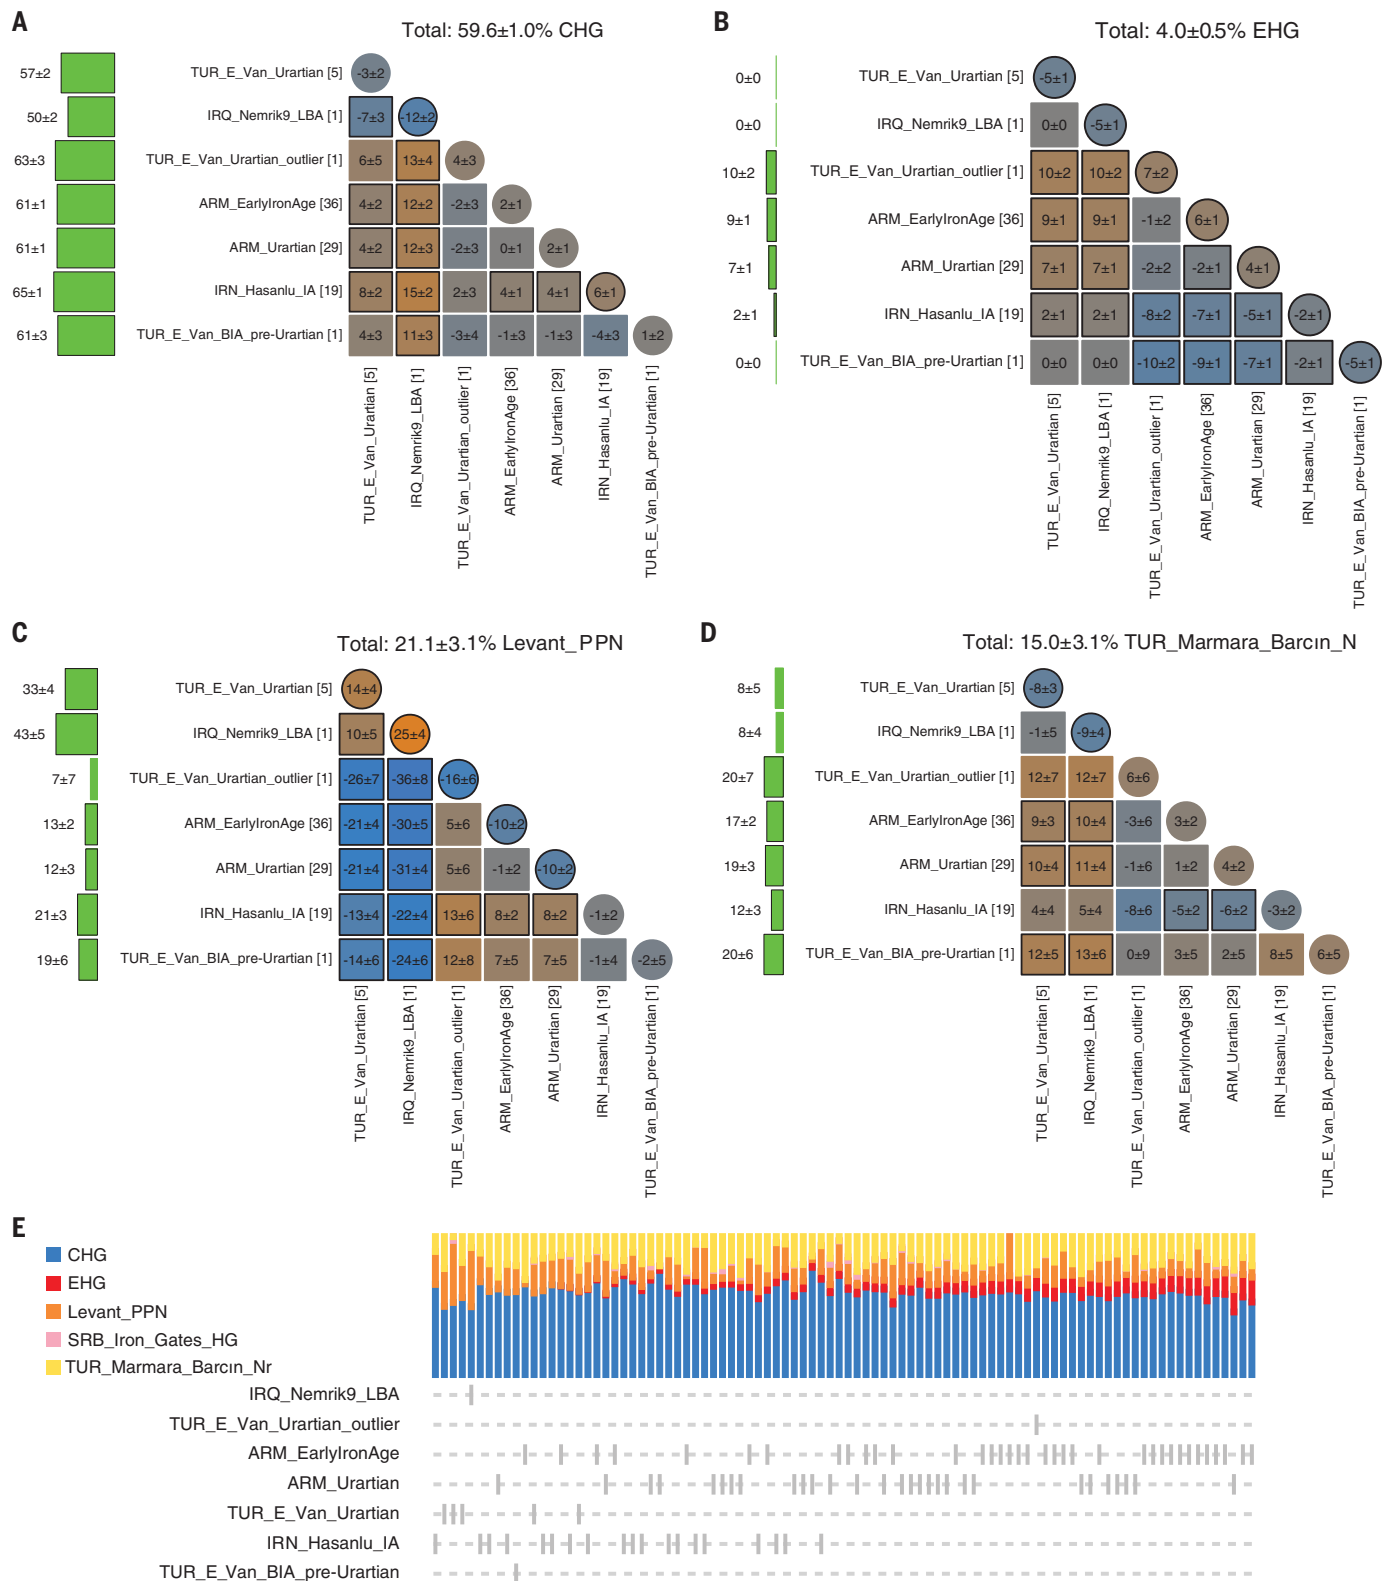 A
Total: 59.6±1.0% CHG
57±2 TUR_E_Van_Urartian [5] -3±2
50±2 IRQ_Nemrik9_LBA [1] -7±3 -12±2
63±3 TUR_E_Van_Urartian_outlier [1] 6±5 13±4 4±3
61±1 ARM_EarlyIronAge [36] 4±2 12±2 -2±3 2±1
61±1 ARM_Urartian [29] 4±2 12±3 -2±3 0±1 2±1
65±1 IRN_Hasanlu_IA [19] 8±2 15±2 2±3 4±1 4±1 6±1
61±3 TUR_E_Van_BIA_pre-Urartian [1] 4±3 11±3 -3±4 -1±3 -1±3 -4±3 1±2
TUR_E_Van_Urartian [5]
IRQ_Nemrik9_LBA [1]
TUR_E_Van_Urartian_outlier [1]
ARM_EarlyIronAge [36]
ARM_Urartian [29]
IRN_Hasanlu_IA [19]
TUR_E_Van_BIA_pre-Urartian [1]
B
Total: 4.0±0.5% EHG
0±0 TUR_E_Van_Urartian [5] -5±1
0±0 IRQ_Nemrik9_LBA [1] 0±0 -5±1
10±2 TUR_E_Van_Urartian_outlier [1] 10±2 10±2 7±2
9±1 ARM_EarlyIronAge [36] 9±1 9±1 -1±2 6±1
7±1 ARM_Urartian [29] 7±1 7±1 -2±2 -2±1 4±1
2±1 IRN_Hasanlu_IA [19] 2±1 2±1 -8±2 -7±1 -5±1 -2±1
0±0 TUR_E_Van_BIA_pre-Urartian [1] 0±0 0±0 -10±2 -9±1 -7±1 -2±1 -5±1
TUR_E_Van_Urartian [5]
IRQ_Nemrik9_LBA [1]
TUR_E_Van_Urartian_outlier [1]
ARM_EarlyIronAge [36]
ARM_Urartian [29]
IRN_Hasanlu_IA [19]
TUR_E_Van_BIA_pre-Urartian [1]
C
Total: 21.1±3.1% Levant_PPN
33±4 TUR_E_Van_Urartian [5] 14±4
43±5 IRQ_Nemrik9_LBA [1] 10±5 25±4
7±7 TUR_E_Van_Urartian_outlier [1] -26±7 -36±8 -16±6
13±2 ARM_EarlyIronAge [36] -21±4 -30±5 5±6 -10±2
12±3 ARM_Urartian [29] -21±4 -31±4 5±6 -1±2 -10±2
21±3 IRN_Hasanlu_IA [19] -13±4 -22±4 13±6 8±2 8±2 -1±2
19±6 TUR_E_Van_BIA_pre-Urartian [1] -14±6 -24±6 12±8 7±5 7±5 -1±4 -2±5
TUR_E_Van_Urartian [5]
IRQ_Nemrik9_LBA [1]
TUR_E_Van_Urartian_outlier [1]
ARM_EarlyIronAge [36]
ARM_Urartian [29]
IRN_Hasanlu_IA [19]
TUR_E_Van_BIA_pre-Urartian [1]
D
Total: 15.0±3.1% TUR_Marmara_Barcın_N
8±5 TUR_E_Van_Urartian [5] -8±3
8±4 IRQ_Nemrik9_LBA [1] -1±5 -9±4
20±7 TUR_E_Van_Urartian_outlier [1] 12±7 12±7 6±6
17±2 ARM_EarlyIronAge [36] 9±3 10±4 -3±6 3±2
19±3 ARM_Urartian [29] 10±4 11±4 -1±6 1±2 4±2
12±3 IRN_Hasanlu_IA [19] 4±4 5±4 -8±6 -5±2 -6±2 -3±2
20±6 TUR_E_Van_BIA_pre-Urartian [1] 12±5 13±6 0±9 3±5 2±5 8±5 6±5
TUR_E_Van_Urartian [5]
IRQ_Nemrik9_LBA [1]
TUR_E_Van_Urartian_outlier [1]
ARM_EarlyIronAge [36]
ARM_Urartian [29]
IRN_Hasanlu_IA [19]
TUR_E_Van_BIA_pre-Urartian [1]
E
CHG
EHG
Levant_PPN
SRB_Iron_Gates_HG
TUR_Marmara_Barcın_Nr
IRQ_Nemrik9_LBA
TUR_E_Van_Urartian_outlier
ARM_EarlyIronAge
ARM_Urartian
TUR_E_Van_Urartian
IRN_Hasanlu_IA
TUR_E_Van_BIA_pre-Urartian